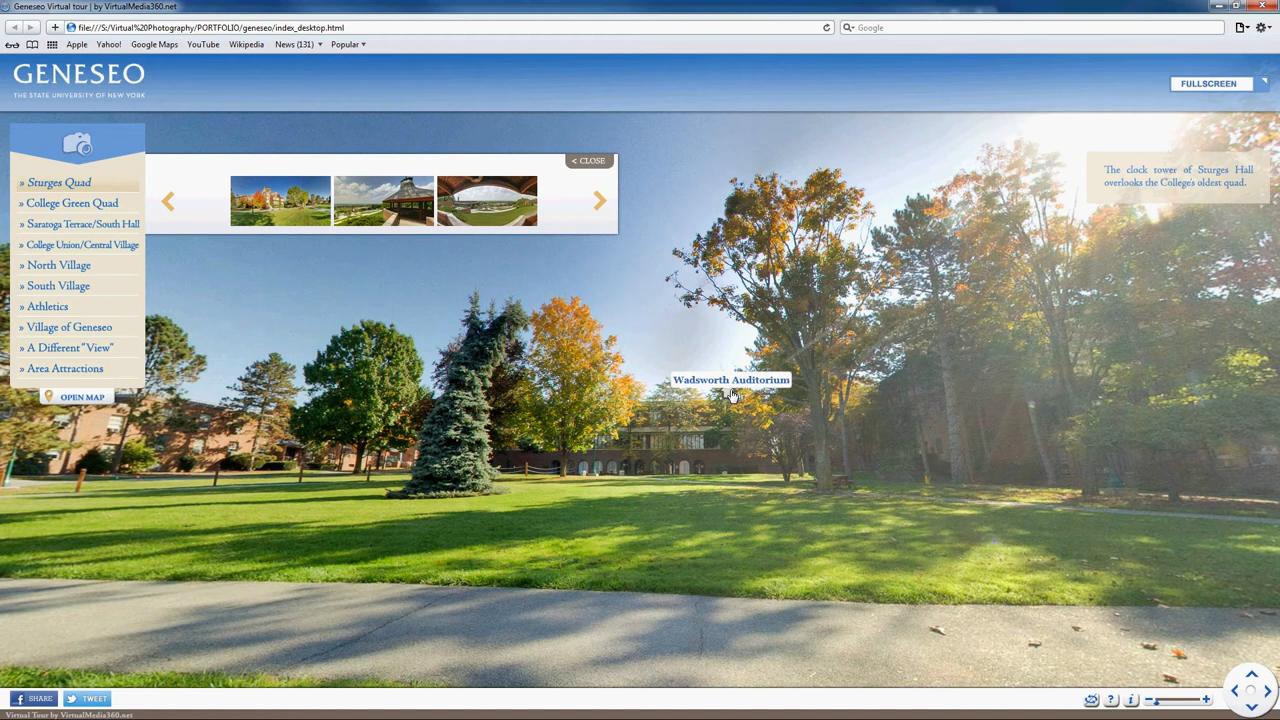 Geneseo Virtual tour | by VirtualMedia360.net
file:///S:/Virtual%20Photography/PORTFOLIO/geneseo/index_desktop.html
Google
Apple Yahoo! Google Maps YouTube Wikipedia News (131) Popular
GENESEO
THE STATE UNIVERSITY OF NEW YORK
FULLSCREEN
< CLOSE
The clock tower of Sturges Hall
overlooks the College's oldest quad.
» Sturges Quad
» College Green Quad
» Saratoga Terrace/South Hall
» College Union/Central Village
» North Village
» South Village
» Athletics
» Village of Geneseo
» A Different "View"
» Area Attractions
OPEN MAP
Wadsworth Auditorium
SHARE TWEET
Virtual Tour by VirtualMedia360.net